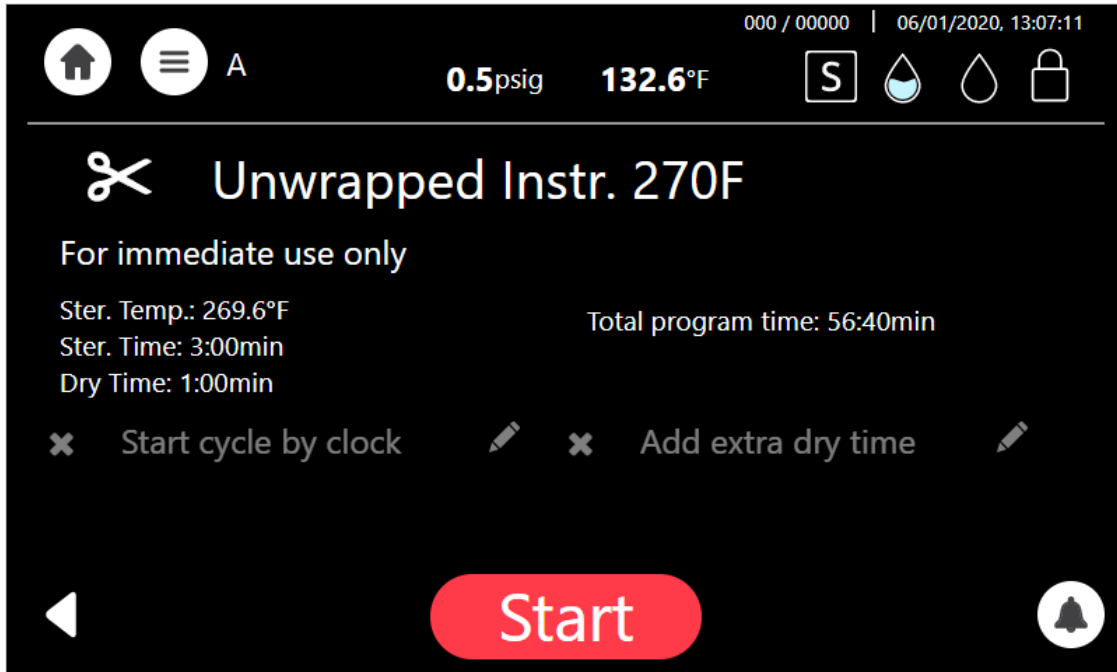 000 / 00000 | 06/01/2020, 13:07:11
A 0.5psig 132.6°F S
Unwrapped Instr. 270F
For immediate use only
Ster. Temp.: 269.6°F
Total program time: 56:40min
Ster. Time: 3:00min
Dry Time: 1:00min
Start cycle by clock Add extra dry time
Start